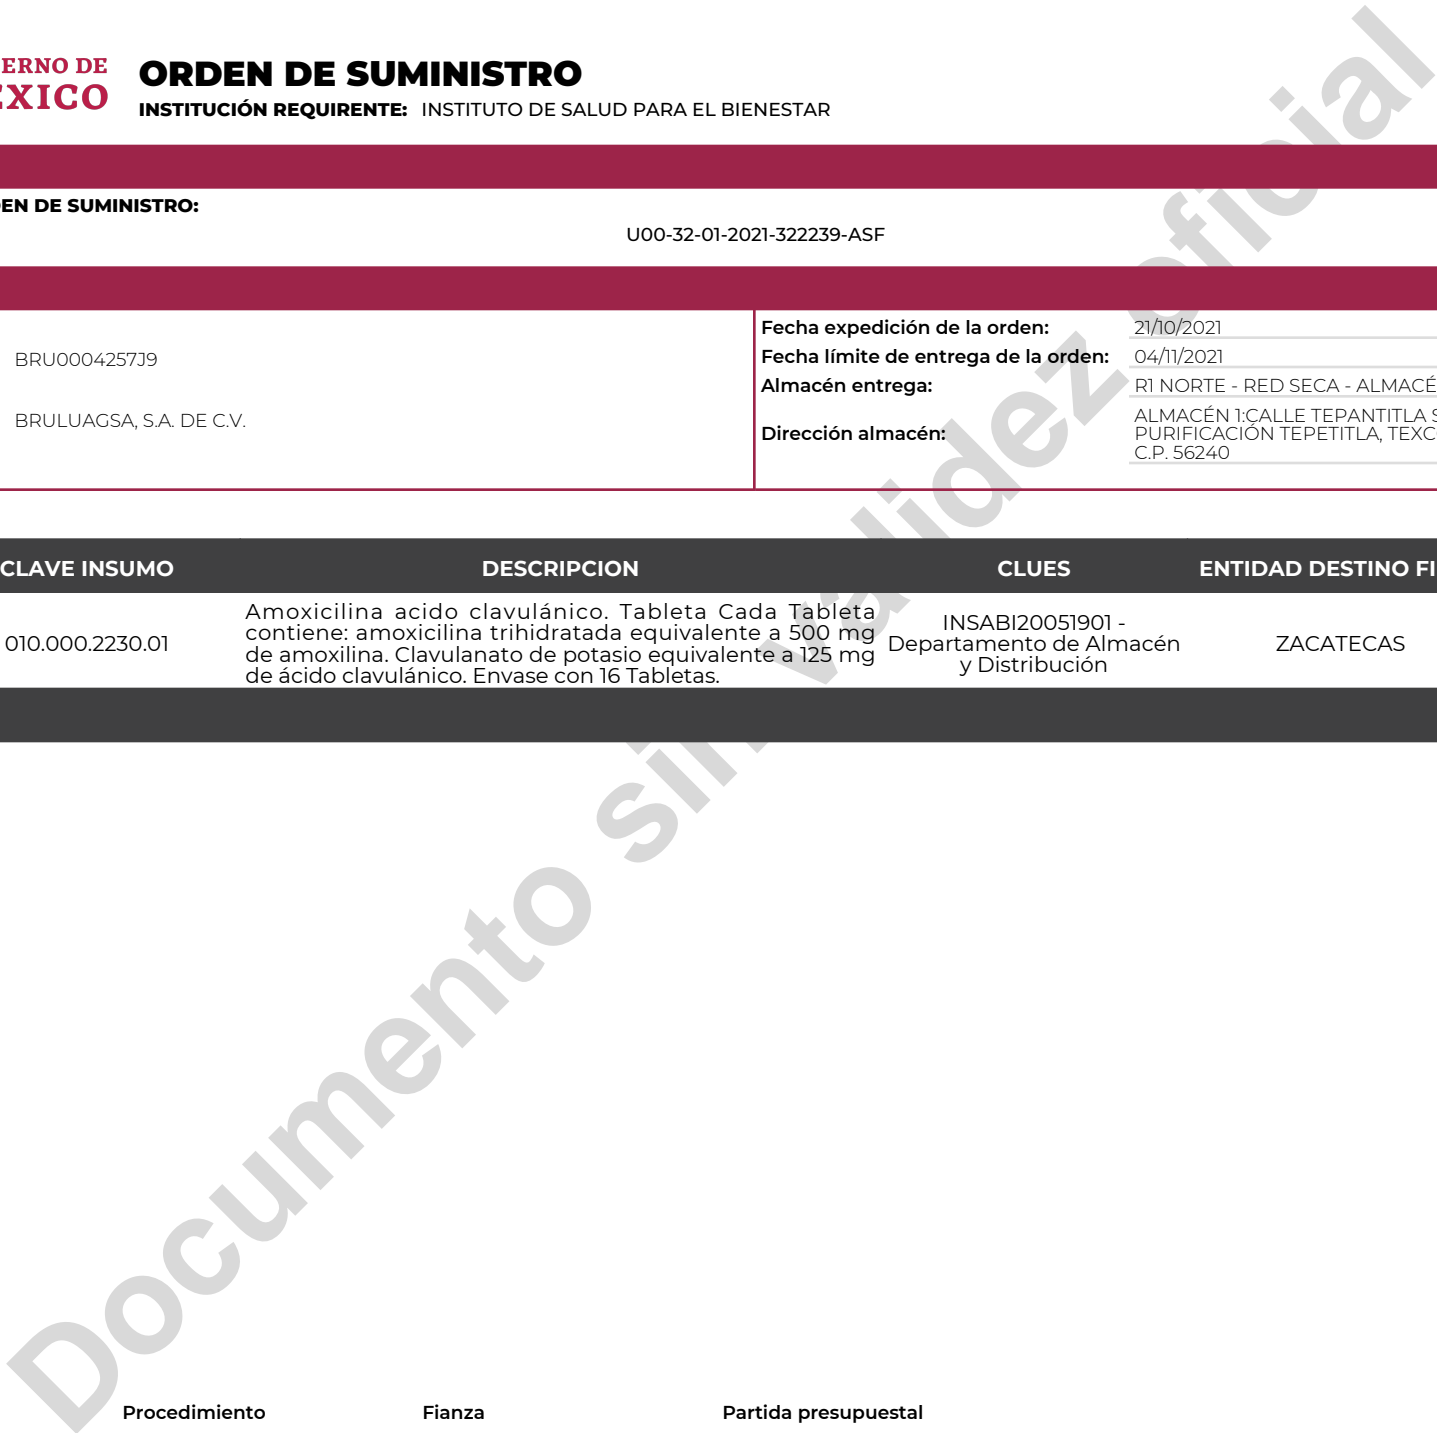 ERNO DE
EXICO
ORDEN DE SUMINISTRO
INSTITUCIÓN REQUIRENTE: INSTITUTO DE SALUD PARA EL BIENESTAR
EN DE SUMINISTRO:
U00-32-01-2021-322239-ASF
BRU0004257J9
BRULUAGSA, S.A. DE C.V.
Fecha expedición de la orden: 21/10/2021
Fecha límite de entrega de la orden: 04/11/2021
Almacén entrega: R1 NORTE - RED SECA - ALMACÉ
Dirección almacén:
ALMACÉN 1:CALLE TEPANTITLA S
PURIFICACIÓN TEPETITLA, TEXC
C.P. 56240
CLAVE INSUMO DESCRIPCION CLUES ENTIDAD DESTINO FI
010.000.2230.01
Amoxicilina acido clavulánico. Tableta Cada Tableta
contiene: amoxicilina trihidratada equivalente a 500 mg
de amoxilina. Clavulanato de potasio equivalente a 125 mg
de ácido clavulánico. Envase con 16 Tabletas.
INSABI20051901 -
Departamento de Almacén
y Distribución
ZACATECAS
Documento sin validez oficial
Procedimiento Fianza Partida presupuestal